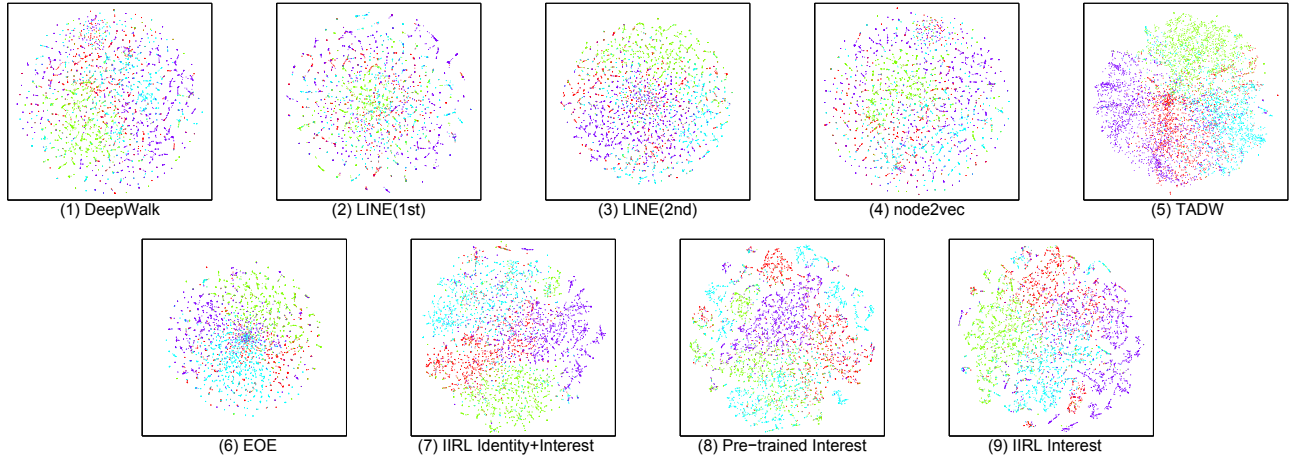 (1) DeepWalk
(2) LINE(1st)
(3) LINE(2nd)
(4) node2vec
(5) TADW
(6) EOE
(7) IIRL Identity+Interest
(8) Pre−trained Interest
(9) IIRL Interest